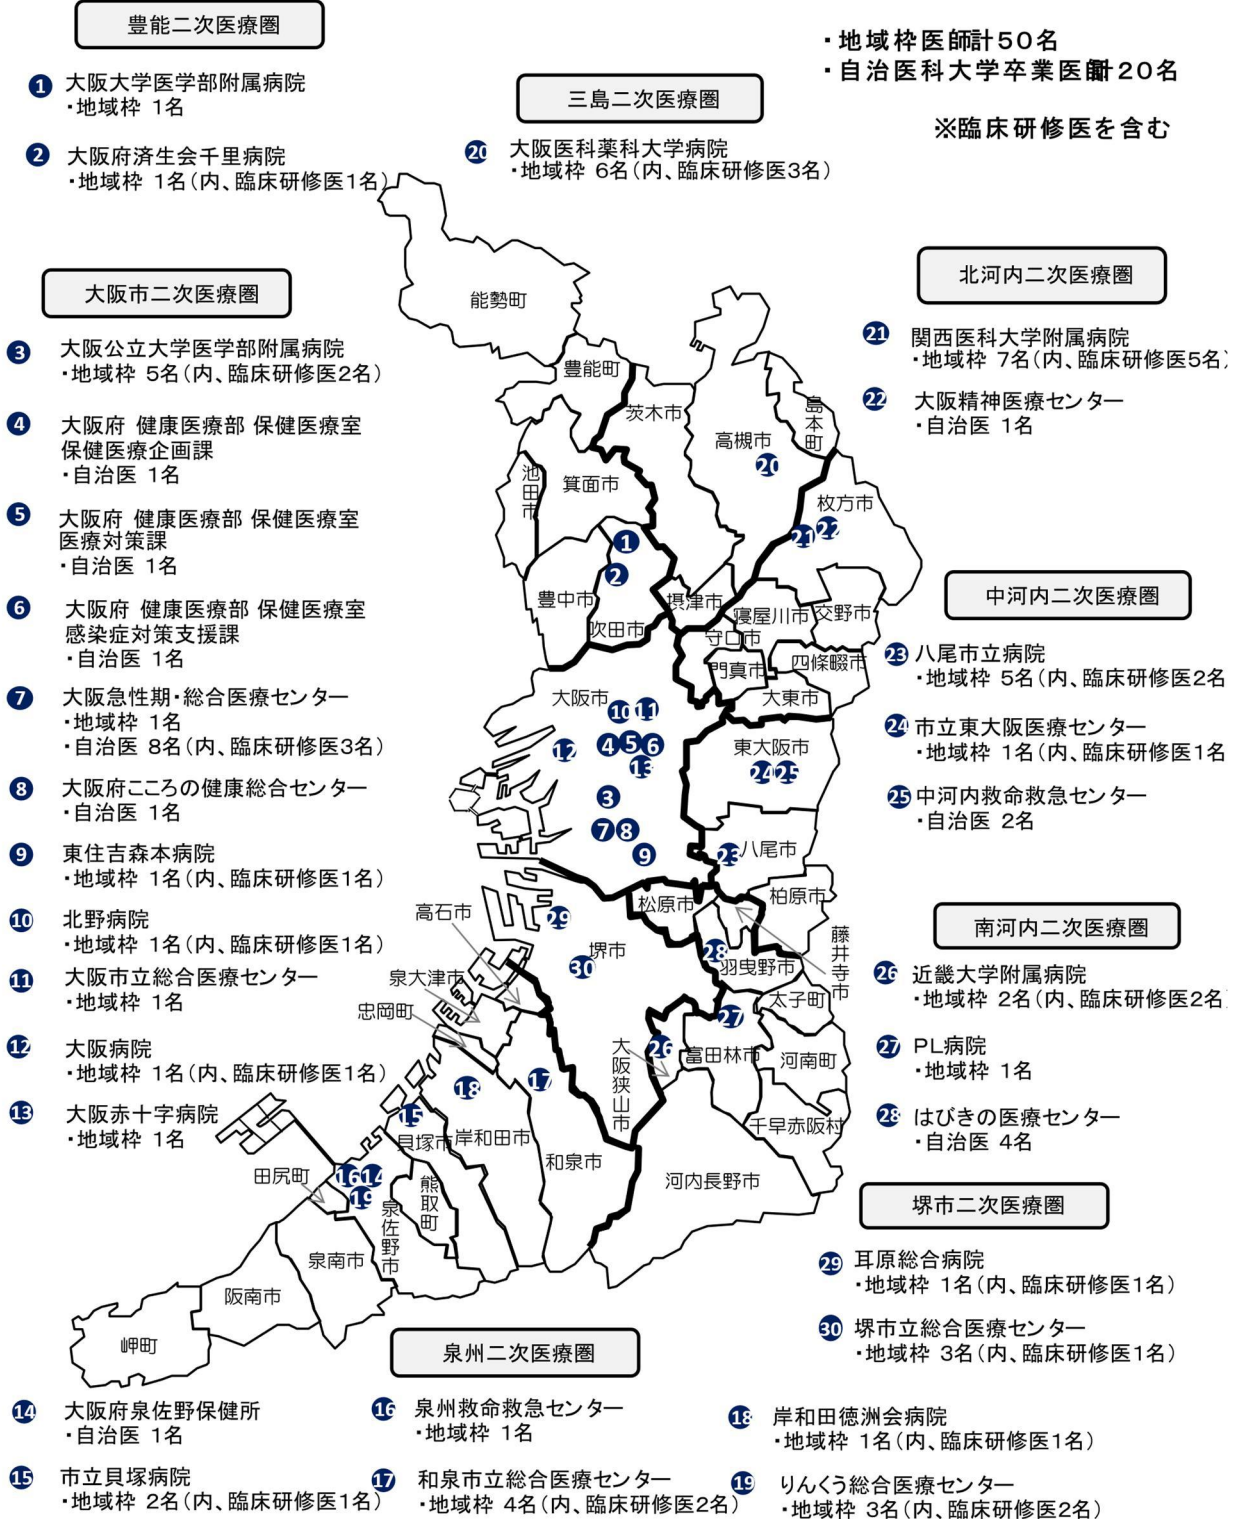 豊能二次医療圏
1 大阪大学医学部附属病院
・地域枠 1名
2 大阪府済生会千里病院
・地域枠 1名(内、臨床研修医1名)
・地域枠医師計50名
・自治医科大学卒業医師計20名
※臨床研修医を含む
三島二次医療圏
20 大阪医科薬科大学病院
・地域枠 6名(内、臨床研修医3名)
大阪市二次医療圏
3 大阪公立大学医学部附属病院
・地域枠 5名(内、臨床研修医2名)
4 大阪府 健康医療部 保健医療室
保健医療企画課
・自治医 1名
5 大阪府 健康医療部 保健医療室
医療対策課
・自治医 1名
6 大阪府 健康医療部 保健医療室
感染症対策支援課
・自治医 1名
7 大阪急性期・総合医療センター
・地域枠 1名
・自治医 8名(内、臨床研修医3名)
8 大阪府こころの健康総合センター
・自治医 1名
9 東住吉森本病院
・地域枠 1名(内、臨床研修医1名)
10 北野病院
・地域枠 1名(内、臨床研修医1名)
11 大阪市立総合医療センター
・地域枠 1名
12 大阪病院
・地域枠 1名(内、臨床研修医1名)
13 大阪赤十字病院
・地域枠 1名
北河内二次医療圏
21 関西医科大学附属病院
・地域枠 7名(内、臨床研修医5名)
22 大阪精神医療センター
・自治医 1名
中河内二次医療圏
23 八尾市立病院
・地域枠 5名(内、臨床研修医2名
24 市立東大阪医療センター
・地域枠 1名(内、臨床研修医1名
25 中河内救命救急センター
・自治医 2名
南河内二次医療圏
26 近畿大学附属病院
・地域枠 2名(内、臨床研修医2名)
27 PL病院
・地域枠 1名
28 はびきの医療センター
・自治医 4名
堺市二次医療圏
29 耳原総合病院
・地域枠 1名(内、臨床研修医1名)
30 堺市立総合医療センター
・地域枠 3名(内、臨床研修医1名)
能勢町
豊能町
茨木市
高槻市
島本町
20
池田市
箕面市
枚方市
21 22
1
2
豊中市
吹田市
摂津市
寝屋川市
交野市
守口市
門真市
四條畷市
大東市
大阪市
10 11
12 4 5 6
13
3
7 8
9
東大阪市
24 25
23 八尾市
柏原市
松原市
藤井寺市
高石市
29
堺市
30
28
羽曳野市
泉大津市
忠岡町
太子町
27
26
富田林市
河南町
大阪狭山市
千早赤阪村
17
18
15
貝塚市
岸和田市
和泉市
河内長野市
田尻町
16 14
19
熊取町
泉佐野市
泉南市
阪南市
岬町
泉州二次医療圏
14 大阪府泉佐野保健所
・自治医 1名
15 市立貝塚病院
・地域枠 2名(内、臨床研修医1名)
16 泉州救命救急センター
・地域枠 1名
17 和泉市立総合医療センター
・地域枠 4名(内、臨床研修医2名)
18 岸和田徳洲会病院
・地域枠 1名(内、臨床研修医1名)
19 りんくう総合医療センター
・地域枠 3名(内、臨床研修医2名)